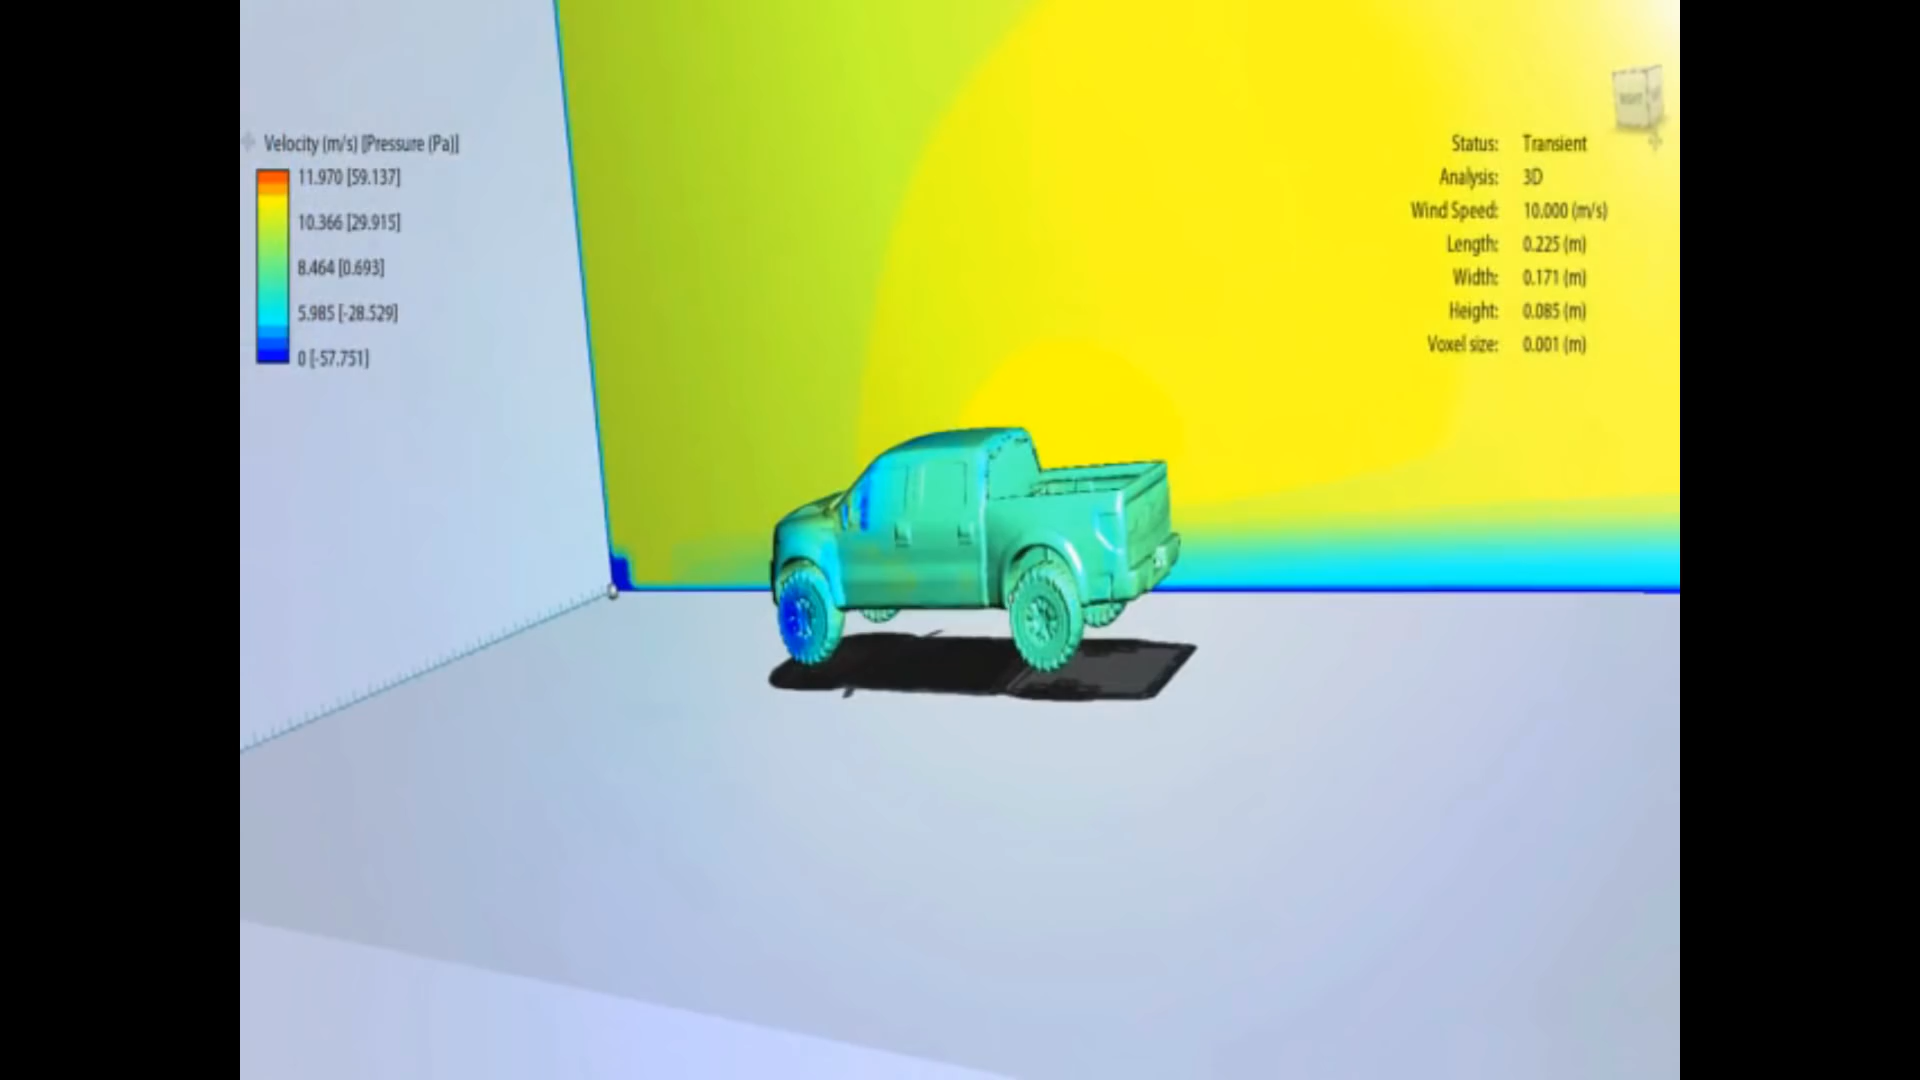 Velocity (m/s) [Pressure (Pa)]
11.970 [59.137]
10.366 [29.915]
8.464 [0.693]
5.985 [-28.529]
0 [-57.751]
RIGHT
Status: Transient
Analysis: 3D
Wind Speed: 10.000 (m/s)
Length: 0.225 (m)
Width: 0.171 (m)
Height: 0.085 (m)
Voxel size: 0.001 (m)